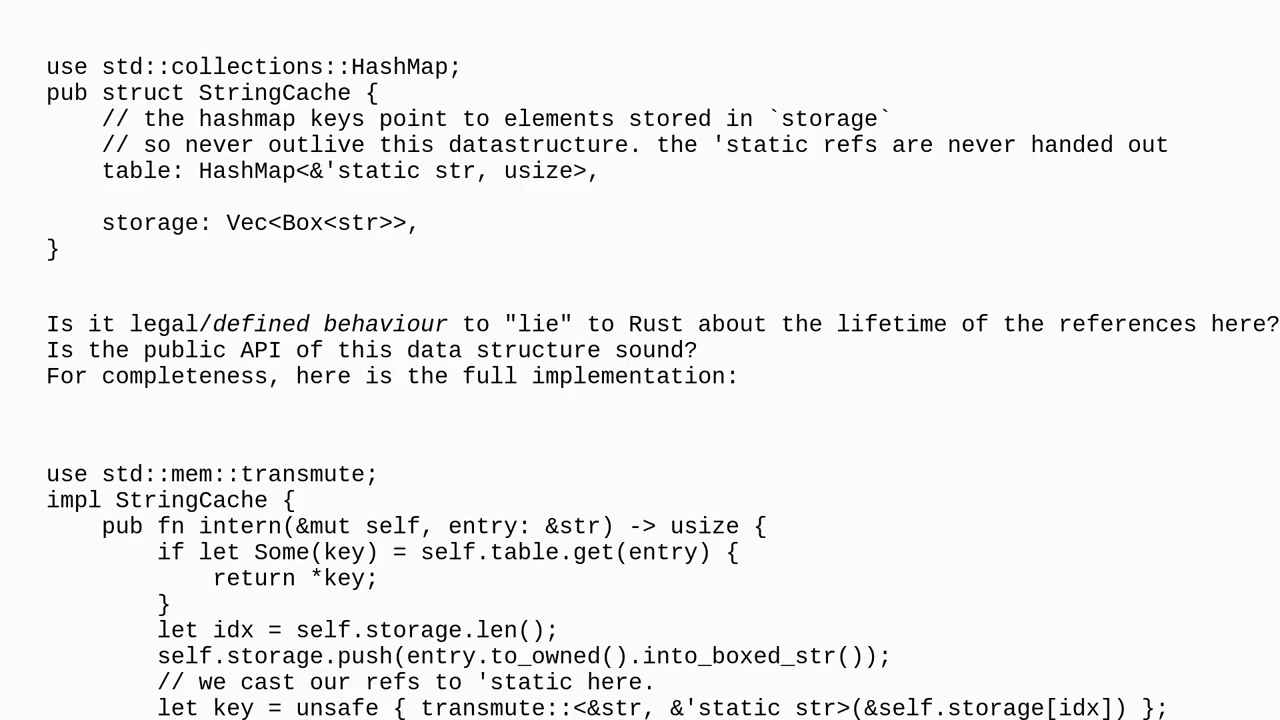 use std::collections::HashMap;
pub struct StringCache {
    // the hashmap keys point to elements stored in `storage`
    // so never outlive this datastructure. the 'static refs are never handed out
    table: HashMap<&'static str, usize>,
    storage: Vec<Box<str>>,
}
Is it legal/defined behaviour to "lie" to Rust about the lifetime of the references here?
Is the public API of this data structure sound?
For completeness, here is the full implementation:
use std::mem::transmute;
impl StringCache {
    pub fn intern(&mut self, entry: &str) -> usize {
        if let Some(key) = self.table.get(entry) {
            return *key;
        }
        let idx = self.storage.len();
        self.storage.push(entry.to_owned().into_boxed_str());
        // we cast our refs to 'static here.
        let key = unsafe { transmute::<&str, &'static str>(&self.storage[idx]) };